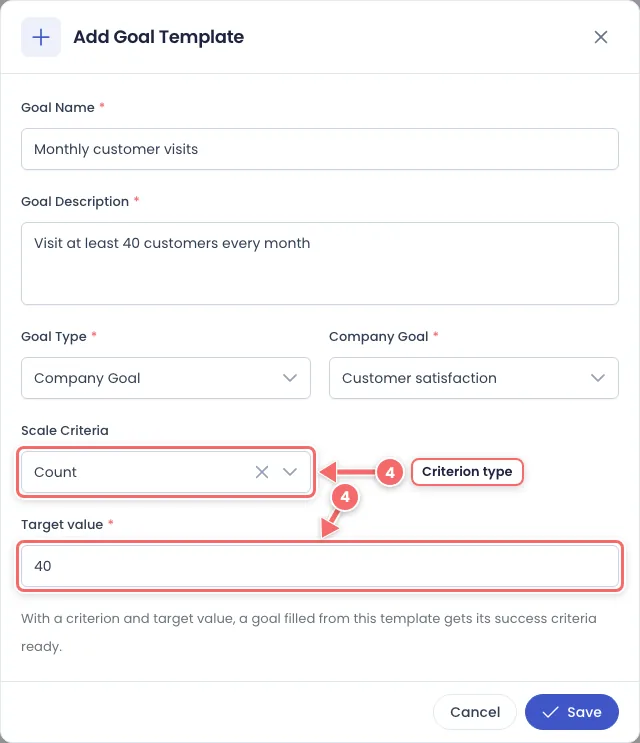 Add Goal Template
Goal Name *
Monthly customer visits
Goal Description *
Visit at least 40 customers every month
Goal Type *
Company Goal *
Company Goal
Customer satisfaction
Scale Criteria
Count
4
Criterion type
4
Target value *
40
With a criterion and target value, a goal filled from this template gets its success criteria
ready.
Cancel
Save